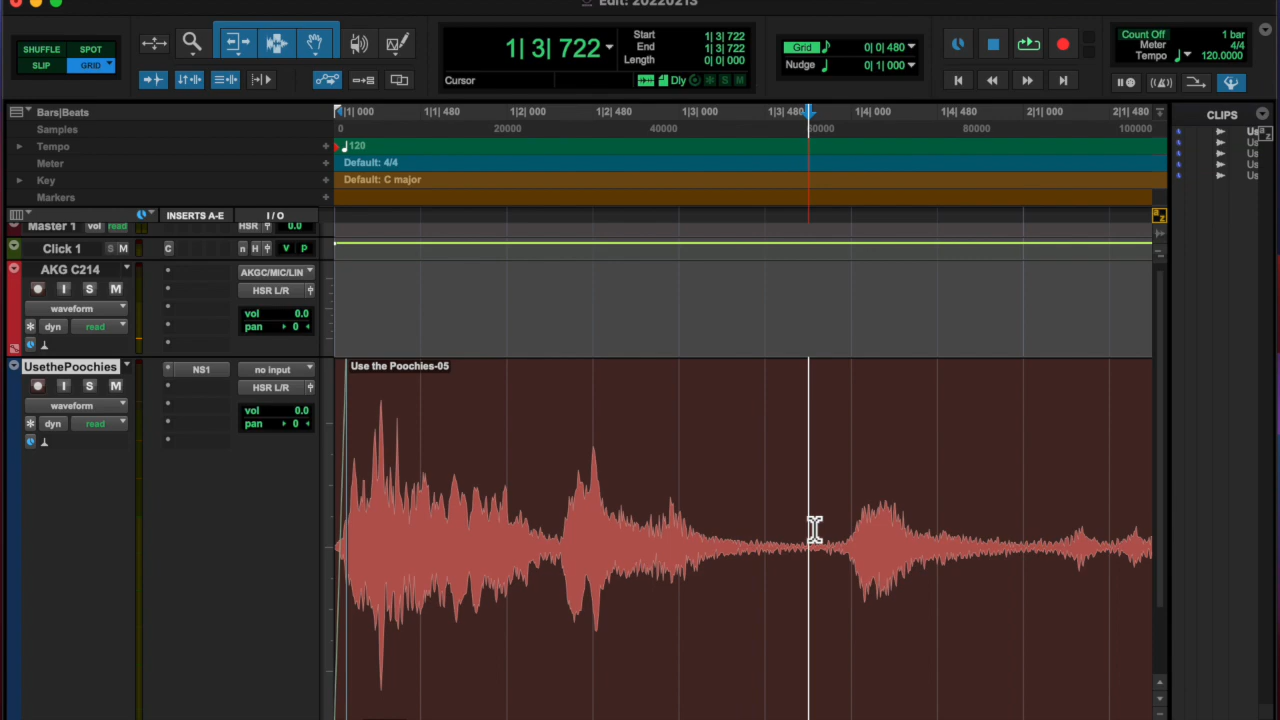 Edit: 20220213
SHUFFLE SPOT
SLIP GRID
1| 3| 722
Start 1| 3| 722
End 1| 3| 722
Length 0| 0| 000
Cursor
Dly S M
Grid 0| 0| 480
Nudge 0| 1| 000
Count Off 1 bar
Meter 4/4
Tempo 120.0000
Bars|Beats
|1| 000 1|1| 480 1|2| 000 1|2| 480 1|3| 000 1|3| 480 1|4| 000 1|4| 480 2|1| 000 2|1| 480
CLIPS
Samples
0 20000 40000 60000 80000 100000
Tempo
120
Meter
Default: 4/4
Key
Default: C major
Markers
INSERTS A-E I / O
a z
Master 1 vol read HSR 0.0
Click 1 S M C n H v p
AKG C214
AKGC/MIC/LIN
I S M
HSR L/R
waveform
vol 0.0
dyn read
pan 0
UsethePoochies
NS1 no input
Use the Poochies-05
I S M
HSR L/R
waveform
vol 0.0
dyn read
pan 0
Us
Us
Us
Us